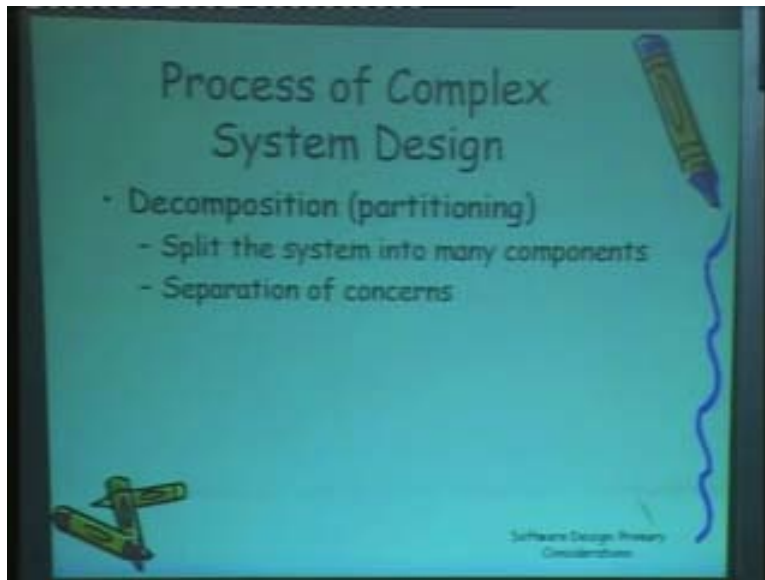 Process of Complex
System Design
• Decomposition (partitioning)
– Split the system into many components
– Separation of concerns
Software Design: Primary
Considerations